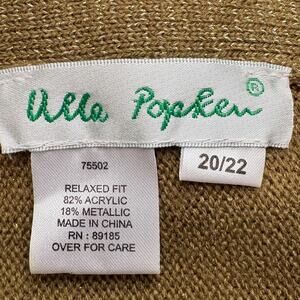 Ulla Popken®
75502
20/22
RELAXED FIT
82% ACRYLIC
18% METALLIC
MADE IN CHINA
RN : 89185
OVER FOR CARE